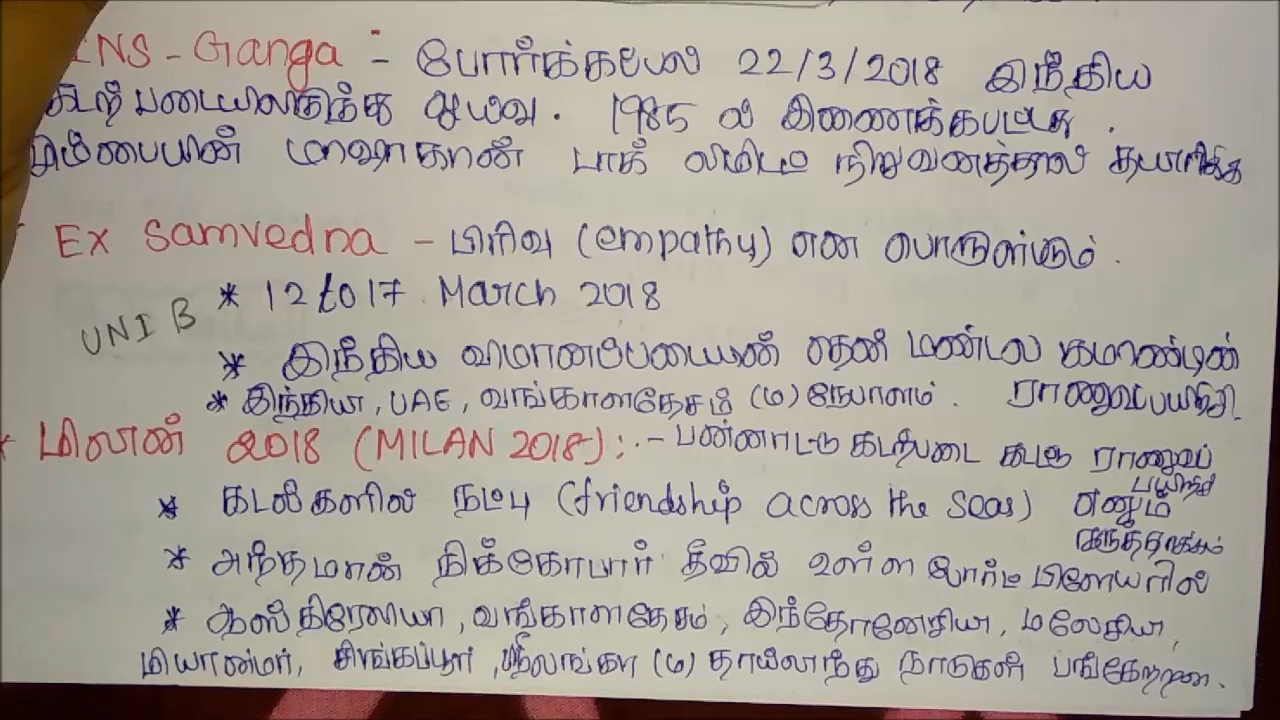 INS - Ganga - போர்க்கப்பல் 22/3/2018 இந்திய
கடற்படையிலிருந்து ஓய்வு. 1985 ல் இணைக்கப்பட்டது.
மும்பையின் மாஷகான் டாக் லிமிடட் நிறுவனத்தால் தயாரிக்க
Ex Samvedna - பரிவு (empathy) என பொருள்படும்.
* 12 to 17 March 2018
UNI B
* இந்திய விமானப்படையின் தென் மண்டல கமாண்டின்
* இந்தியா, UAE, வங்காளதேசம் (ம) நேபாளம். ராணுவப்பயிற்சி.
* மிலன் 2018 (MILAN 2018):- பன்னாட்டு கடற்படை கூட்டு ராணுவப்
பயிற்சி
* கடல்களில் நட்பு (friendship across the seas) எனும்
கருத்தாக்கம்
* அந்தமான் நிக்கோபார் தீவில் உள்ள போர்ட் பிளேயரில்
* ஆஸ்திரேலியா, வங்காளதேசம், இந்தோனேசியா, மலேசியா,
மியான்மர், சிங்கப்பூர், ஸ்ரீலங்கா (ம) தாய்லாந்து நாடுகள் பங்கேற்றன.